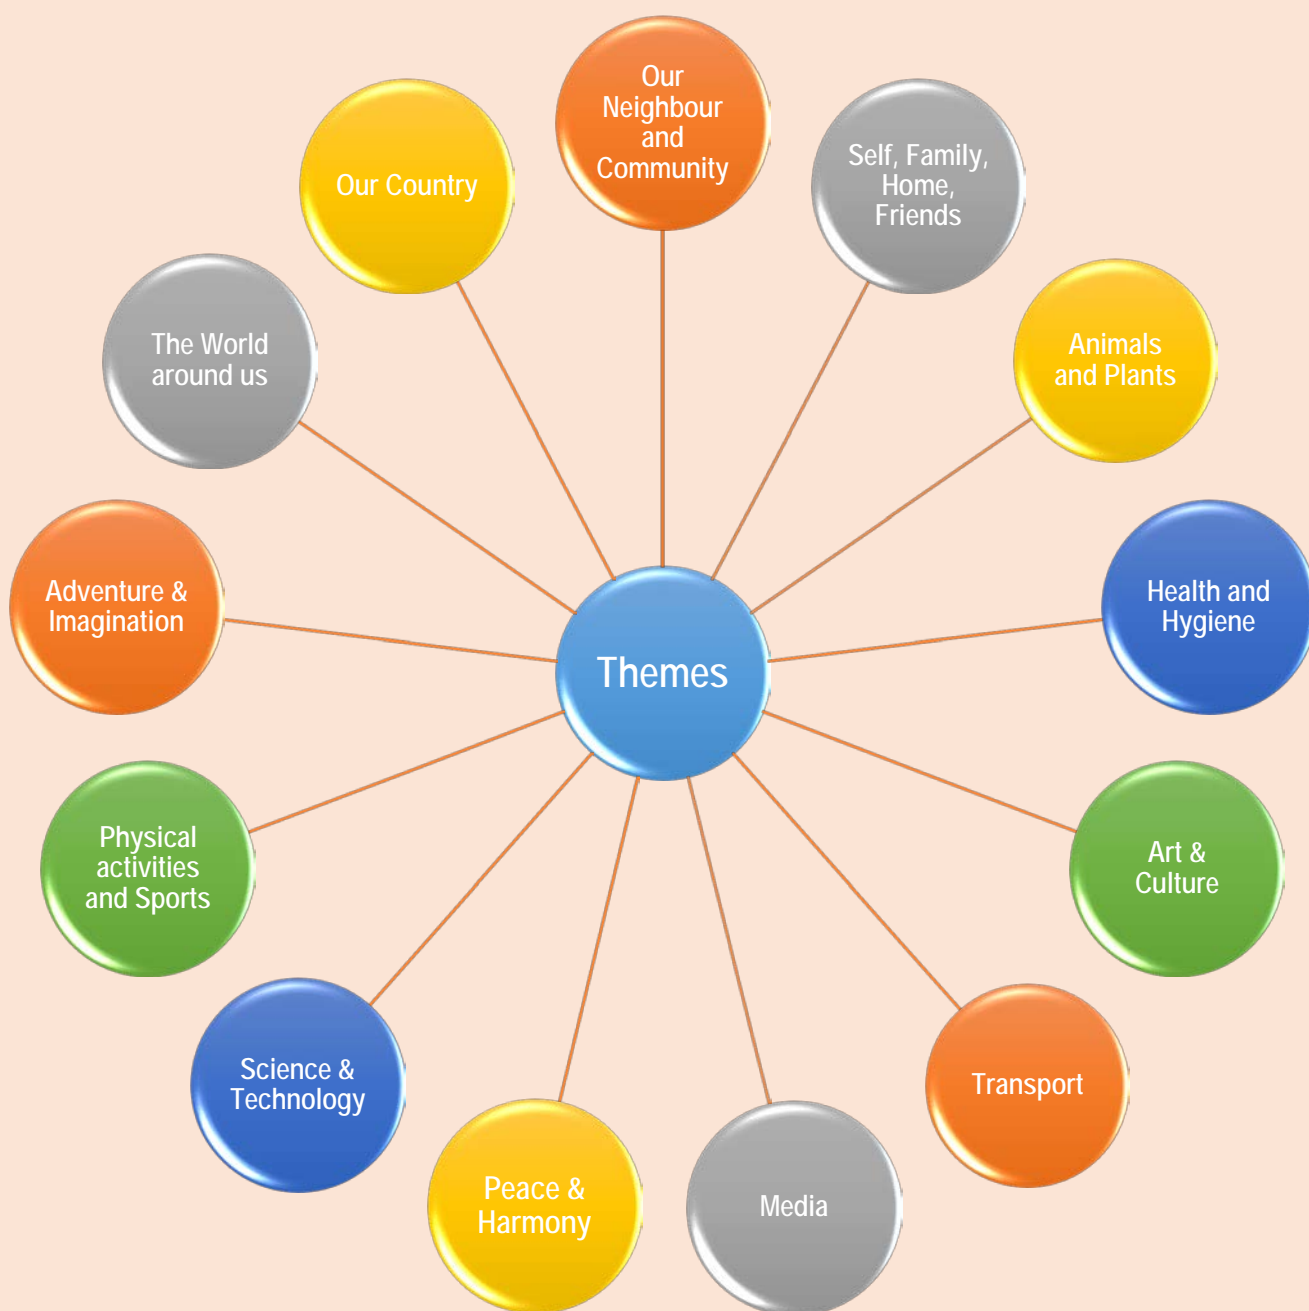 Our
Neighbour
and
Community
Self, Family,
Home,
Friends
Animals
and Plants
Health and
Hygiene
Art &
Culture
Transport
Media
Peace &
Harmony
Science &
Technology
Physical
activities
and Sports
Adventure &
Imagination
The World
around us
Our Country
Themes